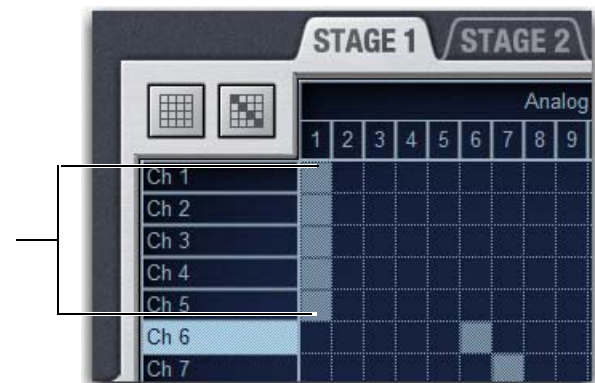 STAGE 1 STAGE 2
Analog
1 2 3 4 5 6 7 8 9
Ch 1
Ch 2
Ch 3
Ch 4
Ch 5
Ch 6
Ch 7